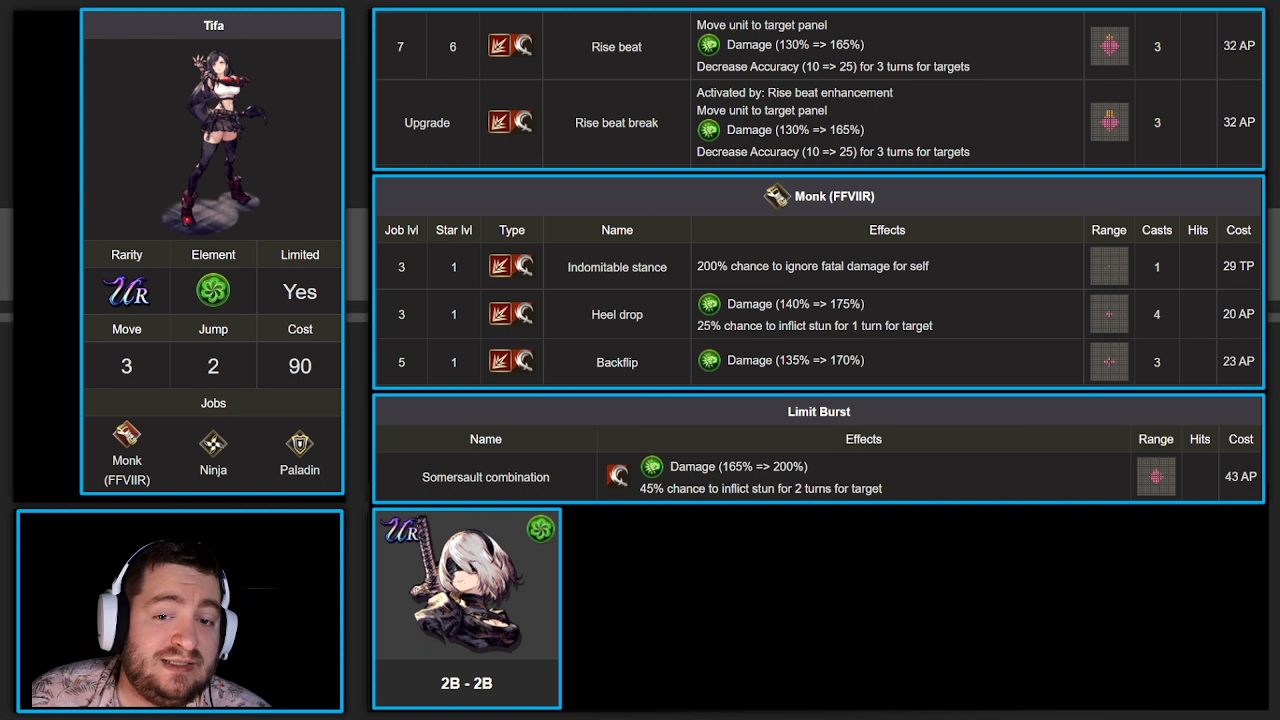 Tifa
Rarity Element Limited
UR Yes
Move Jump Cost
3 2 90
Jobs
Monk (FFVIIR) Ninja Paladin
7 6 Rise beat Move unit to target panel 3 32 AP
Damage (130% => 165%)
Decrease Accuracy (10 => 25) for 3 turns for targets
Upgrade Rise beat break Activated by: Rise beat enhancement 3 32 AP
Move unit to target panel
Damage (130% => 165%)
Decrease Accuracy (10 => 25) for 3 turns for targets
Monk (FFVIIR)
Job lvl Star lvl Type Name Effects Range Casts Hits Cost
3 1 Indomitable stance 200% chance to ignore fatal damage for self 1 29 TP
3 1 Heel drop Damage (140% => 175%) 4 20 AP
25% chance to inflict stun for 1 turn for target
5 1 Backflip Damage (135% => 170%) 3 23 AP
Limit Burst
Name Effects Range Hits Cost
Somersault combination Damage (165% => 200%) 43 AP
45% chance to inflict stun for 2 turns for target
UR
2B - 2B